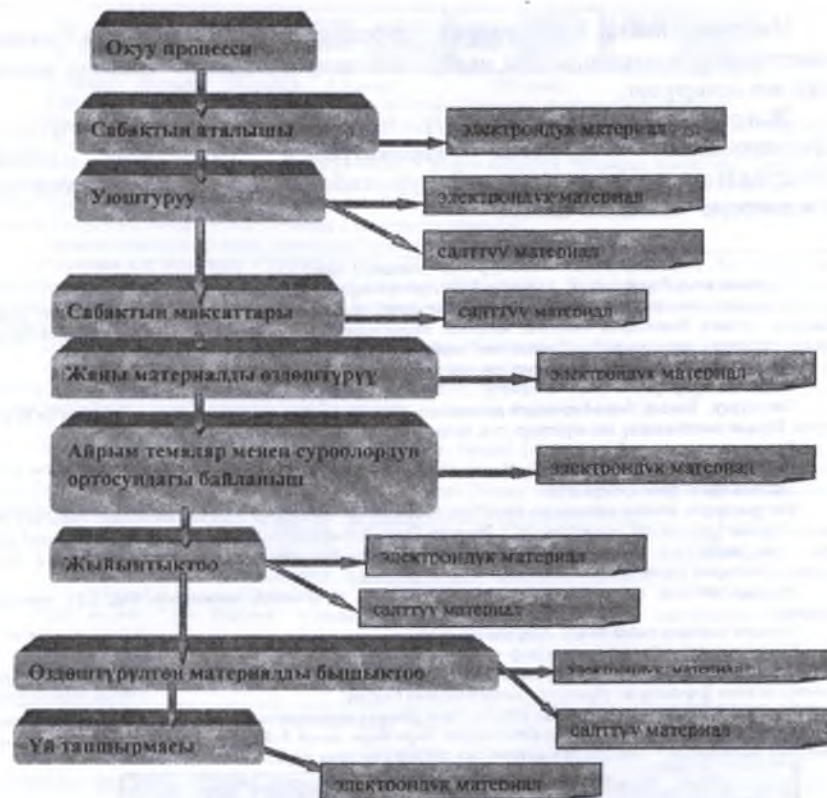 Окуу процесси
Сабактын аталышы
электрондук материал
Уюштуруу
электрондук материал
салттуу материал
Сабактын максаттары
салттуу материал
Жаңы материалды өздөштүрүү
электрондук материал
Айрым темалар менен суроолордун
ортосундагы байланыш
электрондук материал
Жыйынтыктоо
электрондук материал
салттуу материал
Өздөштүрүлгөн материалды бышыктоо
электрондук материал
салттуу материал
Үй тапшырмасы
электрондук материал